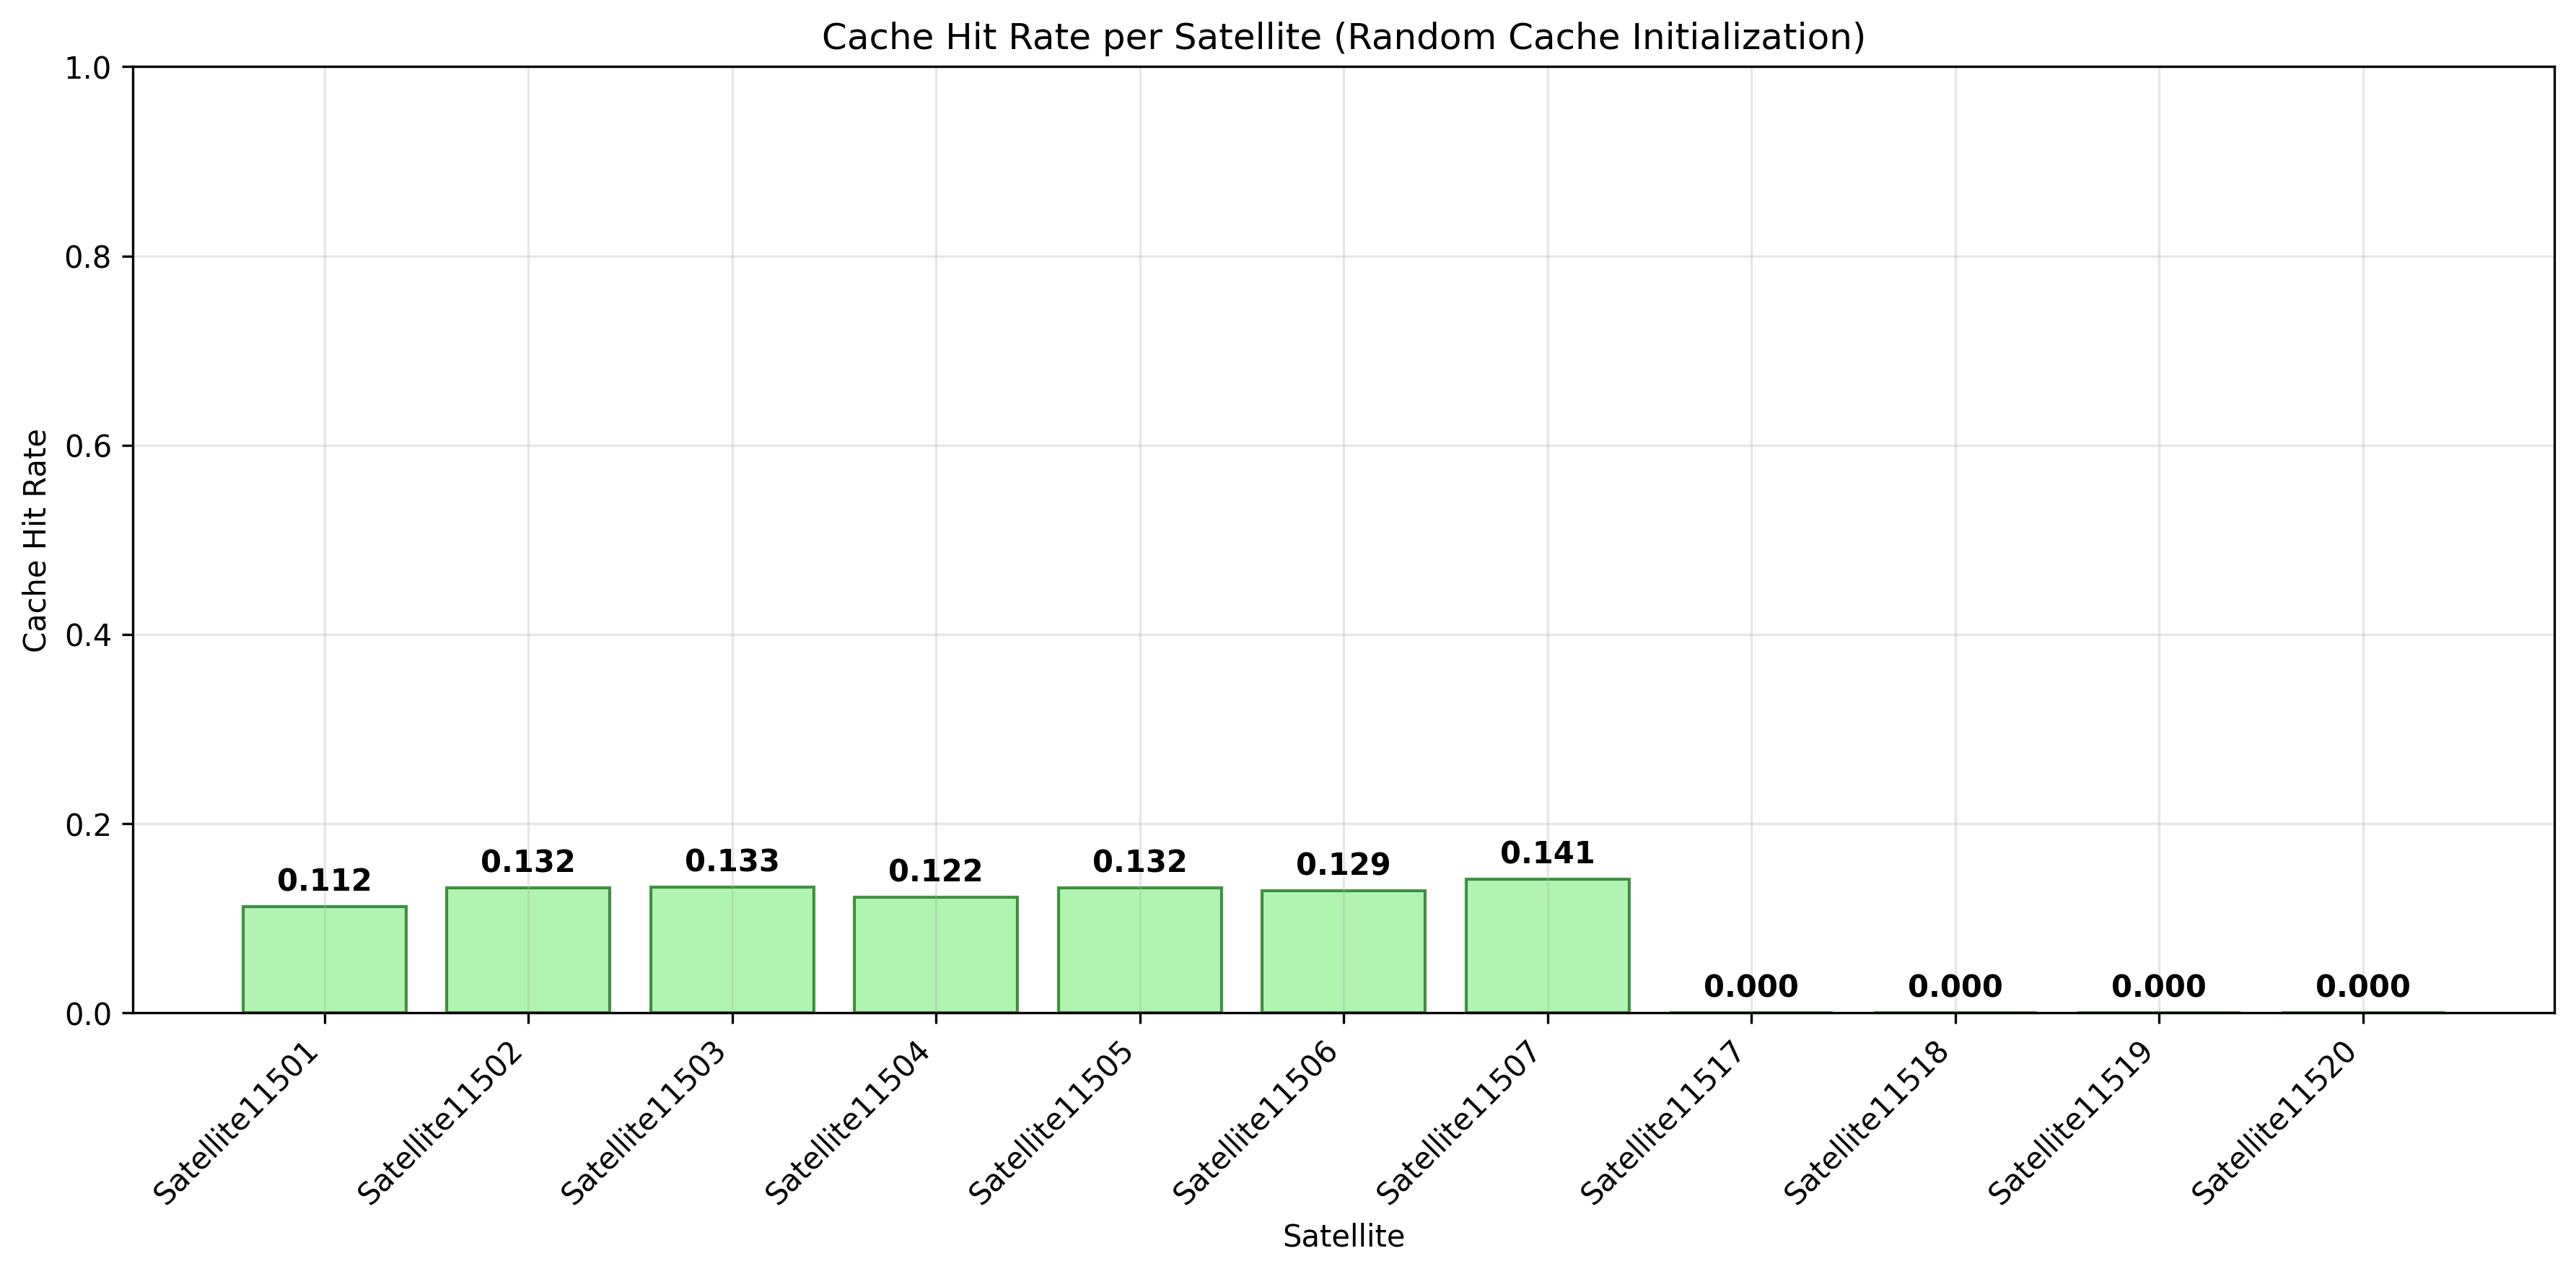 Cache Hit Rate per Satellite (Random Cache Initialization)
Cache Hit Rate
1.0
0.8
0.6
0.4
0.2
0.0
0.112
0.132
0.133
0.122
0.132
0.129
0.141
0.000
0.000
0.000
0.000
Satellite11501
Satellite11502
Satellite11503
Satellite11504
Satellite11505
Satellite11506
Satellite11507
Satellite11517
Satellite11518
Satellite11519
Satellite11520
Satellite